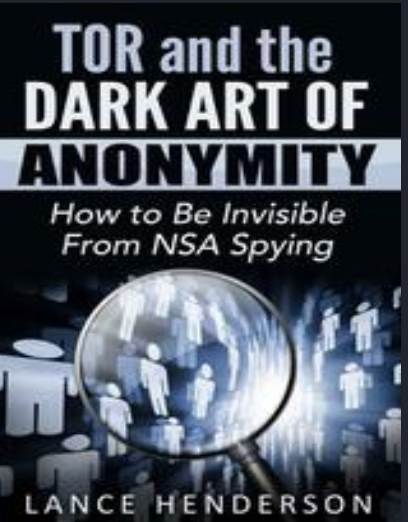 TOR and the
DARK ART OF
ANONYMITY
How to Be Invisible
From NSA Spying
LANCE HENDERSON